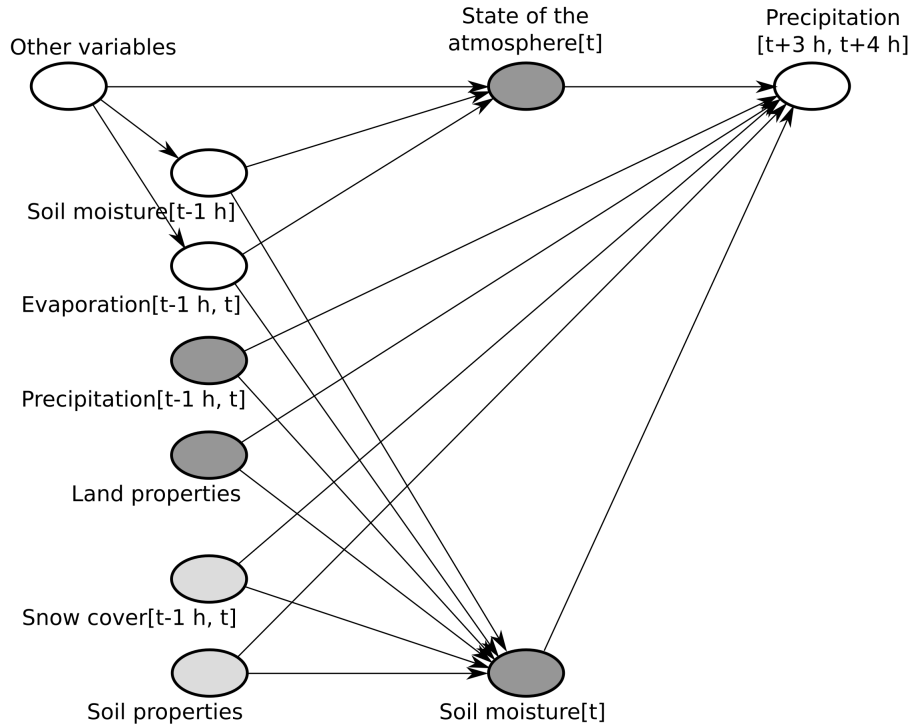 State of the
atmosphere[t]
Precipitation
[t+3 h, t+4 h]
Other variables
Soil moisture[t-1 h]
Evaporation[t-1 h, t]
Precipitation[t-1 h, t]
Land properties
Snow cover[t-1 h, t]
Soil properties
Soil moisture[t]